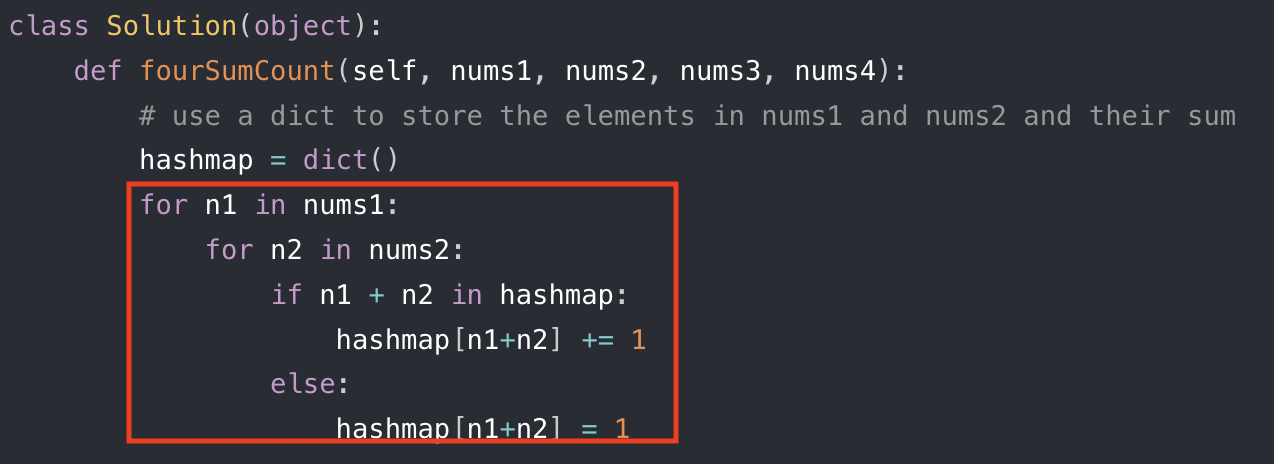 class Solution(object):
    def fourSumCount(self, nums1, nums2, nums3, nums4):
        # use a dict to store the elements in nums1 and nums2 and their sum
        hashmap = dict()
        for n1 in nums1:
            for n2 in nums2:
                if n1 + n2 in hashmap:
                    hashmap[n1+n2] += 1
                else:
                    hashmap[n1+n2] = 1